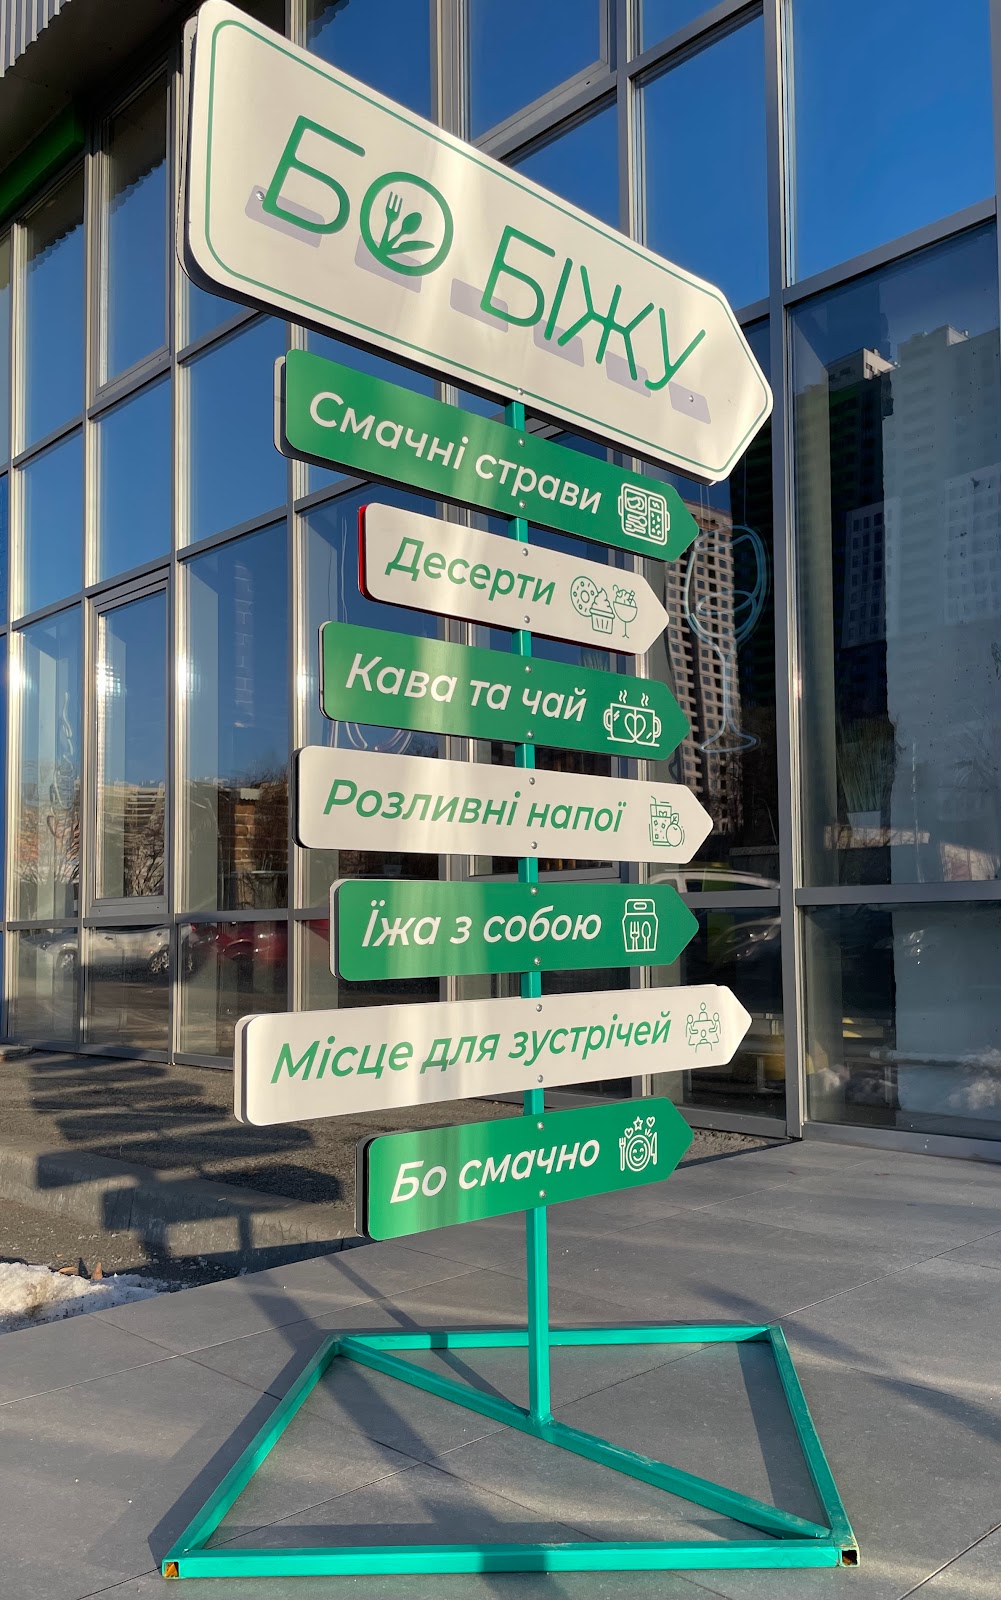 БО БІЖУ
Смачні страви
Десерти
Кава та чай
Розливні напої
Їжа з собою
Місце для зустрічей
Бо смачно